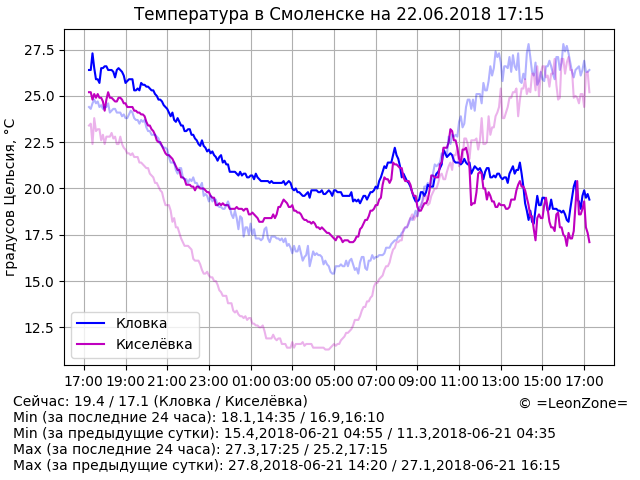 Температура в Смоленске на 22.06.2018 17:15
27.5
25.0
22.5
20.0
17.5
15.0
12.5
градусов Цельсия, °C
Кловка
Киселёвка
17:00 19:00 21:00 23:00 01:00 03:00 05:00 07:00 09:00 11:00 13:00 15:00 17:00
Сейчас: 19.4 / 17.1 (Кловка / Киселёвка)
© =LeonZone=
Min (за последние 24 часа): 18.1,14:35 / 16.9,16:10
Min (за предыдущие сутки): 15.4,2018-06-21 04:55 / 11.3,2018-06-21 04:35
Max (за последние 24 часа): 27.3,17:25 / 25.2,17:15
Max (за предыдущие сутки): 27.8,2018-06-21 14:20 / 27.1,2018-06-21 16:15